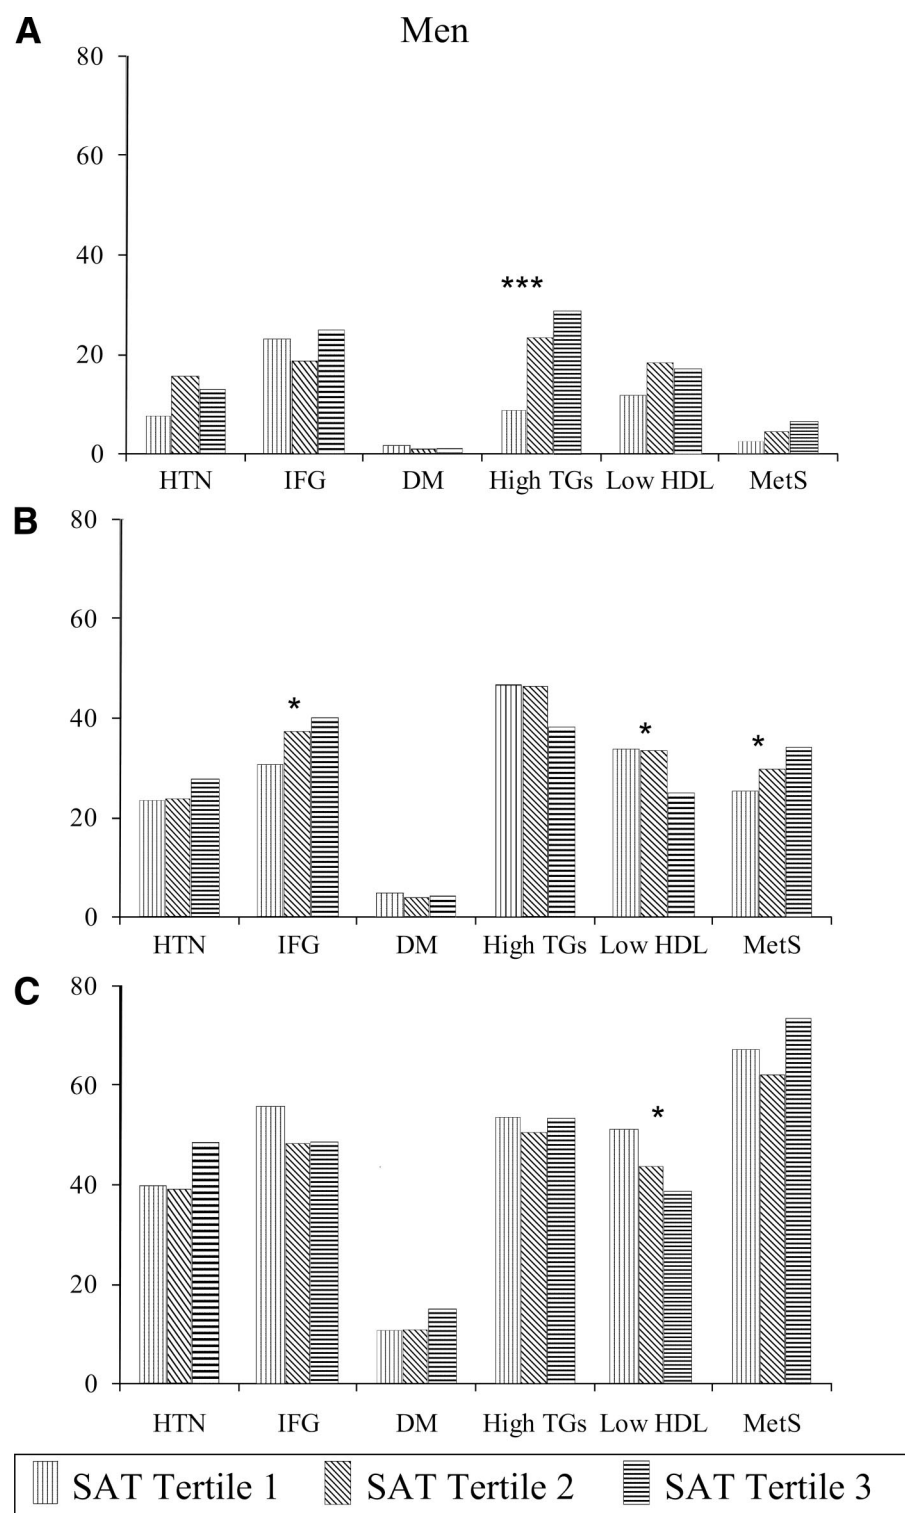 A
Men
80
60
40
20
0
***
HTN IFG DM High TGs Low HDL MetS
B
80
60
40
20
0
*
*
*
HTN IFG DM High TGs Low HDL MetS
C
80
60
40
20
0
*
HTN IFG DM High TGs Low HDL MetS
SAT Tertile 1 SAT Tertile 2 SAT Tertile 3